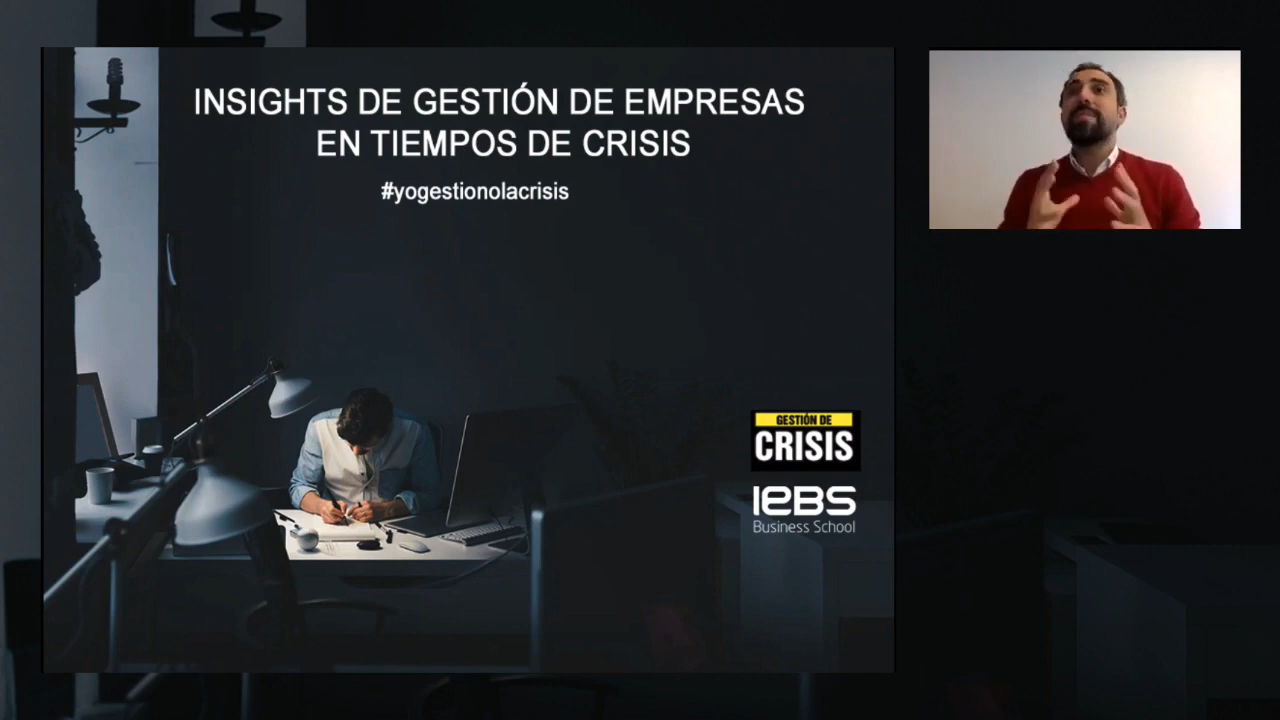 INSIGHTS DE GESTIÓN DE EMPRESAS
EN TIEMPOS DE CRISIS
#yogestionolacrisis
GESTIÓN DE
CRISIS
IEBS
Business School